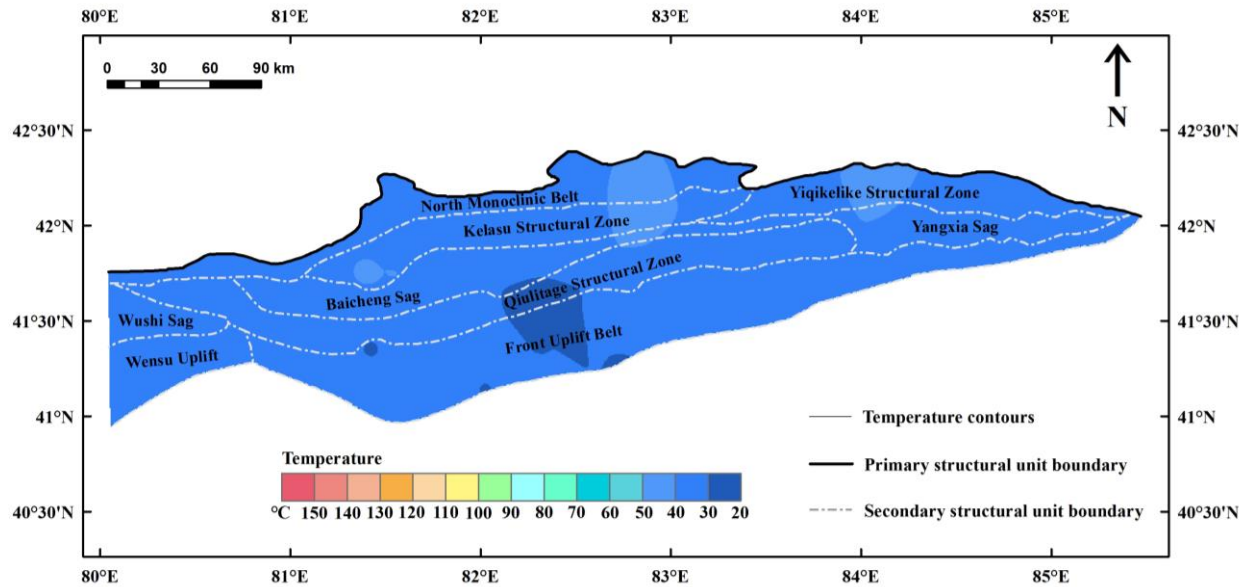 80°E 81°E 82°E 83°E 84°E 85°E
0 30 60 90 km
N
42°30'N 42°30'N
North Monoclinic Belt
Yiqikelike Structural Zone
42°N 42°N
Kelasu Structural Zone
Yangxia Sag
Qiulitage Structural Zone
Baicheng Sag
Wushi Sag
41°30'N 41°30'N
Front Uplift Belt
Wensu Uplift
41°N 41°N
Temperature contours
Temperature
Primary structural unit boundary
°C 150 140 130 120 110 100 90 80 70 60 50 40 30 20
Secondary structural unit boundary
40°30'N 40°30'N
80°E 81°E 82°E 83°E 84°E 85°E